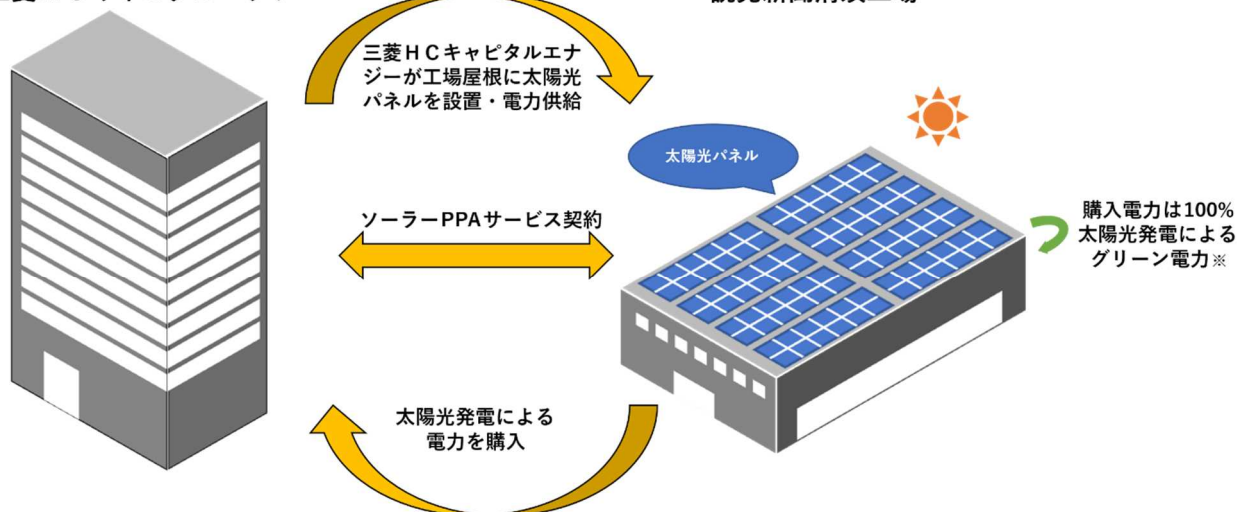 三菱ＨＣキャピタルエナ
ジーが工場屋根に太陽光
パネルを設置・電力供給
太陽光パネル
ソーラーPPAサービス契約
購入電力は100%
太陽光発電による
グリーン電力※
太陽光発電による
電力を購入